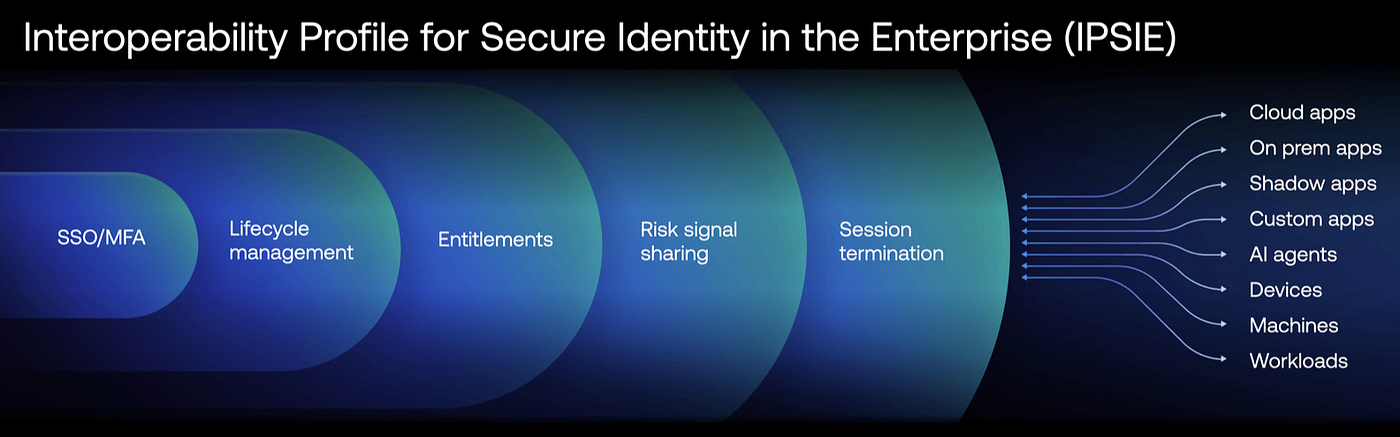 Interoperability Profile for Secure Identity in the Enterprise (IPSIE)
SSO/MFA
Lifecycle
management
Entitlements
Risk signal
sharing
Session
termination
Cloud apps
On prem apps
Shadow apps
Custom apps
AI agents
Devices
Machines
Workloads